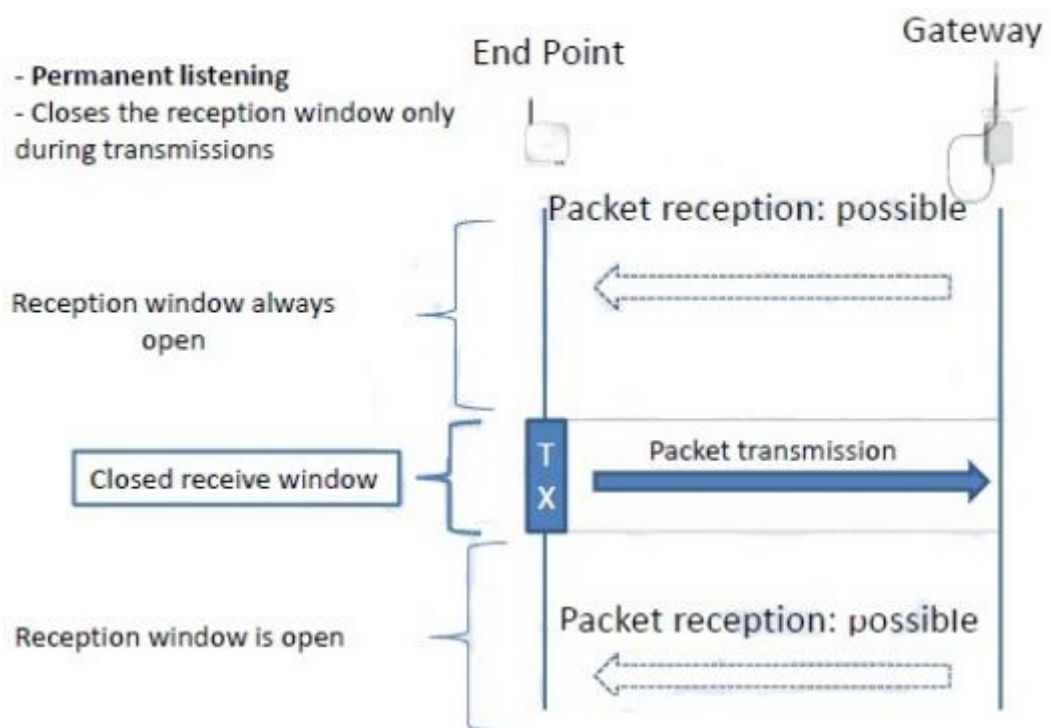 Gateway
End Point
- Permanent listening
- Closes the reception window only
during transmissions
Packet reception: possible
Reception window always
open
T
X
Packet transmission
Closed receive window
Packet reception: possible
Reception window is open